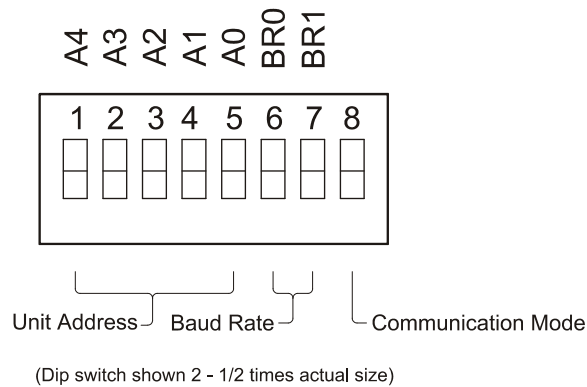 A4 A3 A2 A1 A0 BR0 BR1
1 2 3 4 5 6 7 8
Unit Address Baud Rate Communication Mode
(Dip switch shown 2 - 1/2 times actual size)